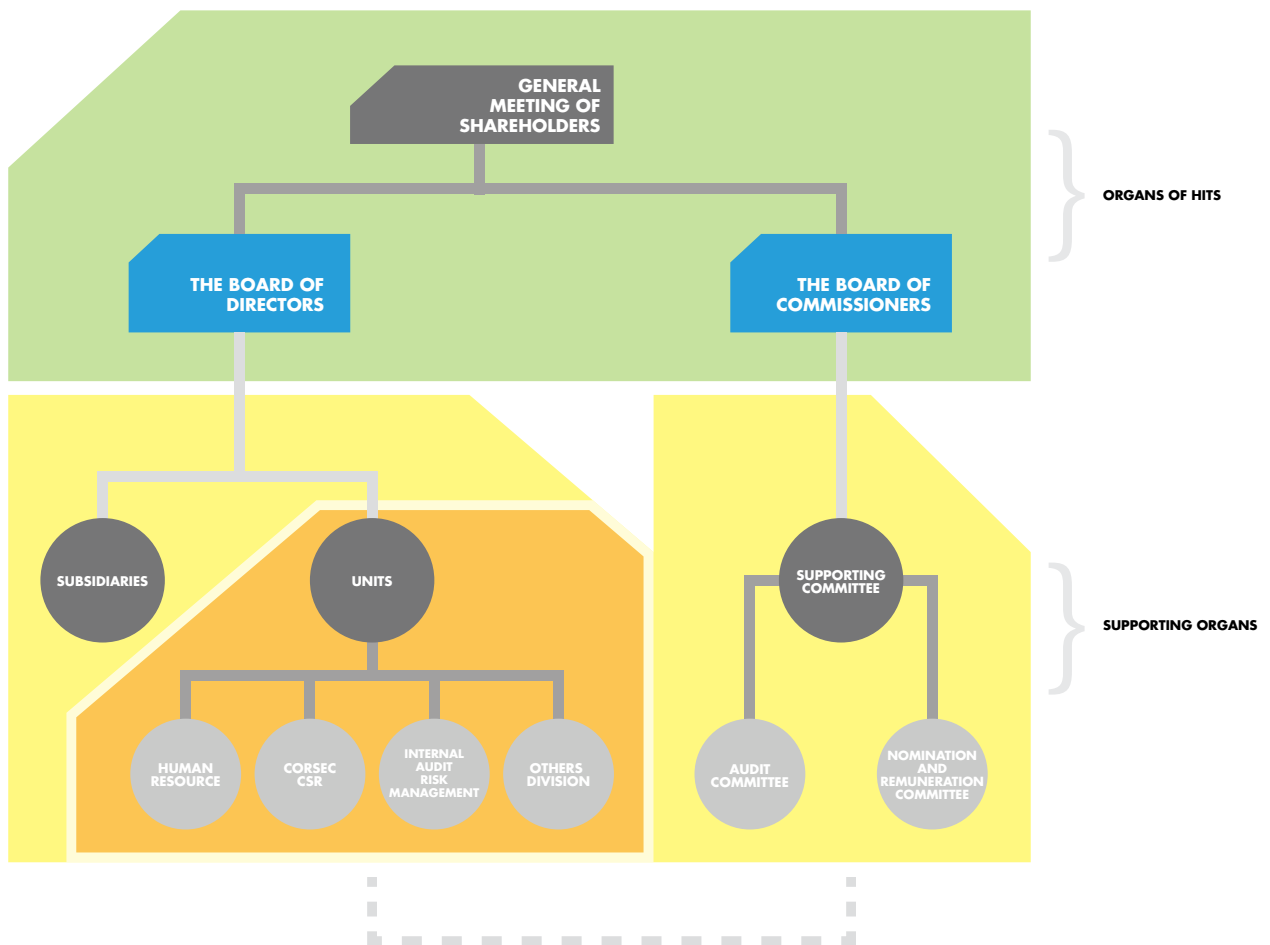 GENERAL
MEETING OF
SHAREHOLDERS
ORGANS OF HITS
THE BOARD OF
DIRECTORS
THE BOARD OF
COMMISSIONERS
SUBSIDIARIES
UNITS
SUPPORTING
COMMITTEE
SUPPORTING ORGANS
HUMAN
RESOURCE
CORSEC
CSR
INTERNAL
AUDIT
RISK
MANAGEMENT
OTHERS
DIVISION
AUDIT
COMMITTEE
NOMINATION
AND
REMUNERATION
COMMITTEE